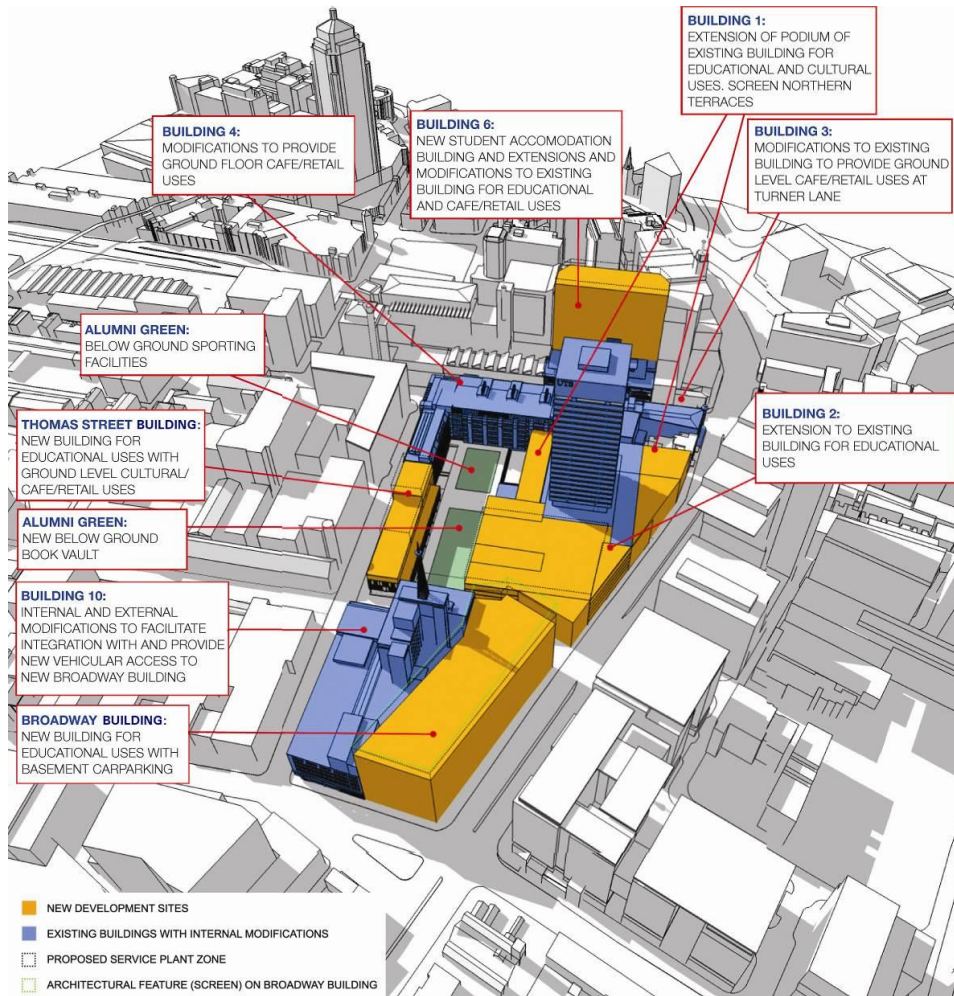 BUILDING 1:
EXTENSION OF PODIUM OF
EXISTING BUILDING FOR
EDUCATIONAL AND CULTURAL
USES. SCREEN NORTHERN
TERRACES
BUILDING 4:
MODIFICATIONS TO PROVIDE
GROUND FLOOR CAFE/RETAIL
USES
BUILDING 6:
NEW STUDENT ACCOMODATION
BUILDING AND EXTENSIONS AND
MODIFICATIONS TO EXISTING
BUILDING FOR EDUCATIONAL
AND CAFE/RETAIL USES
BUILDING 3:
MODIFICATIONS TO EXISTING
BUILDING TO PROVIDE GROUND
LEVEL CAFE/RETAIL USES AT
TURNER LANE
ALUMNI GREEN:
BELOW GROUND SPORTING
FACILITIES
UTS
THOMAS STREET BUILDING:
NEW BUILDING FOR
EDUCATIONAL USES WITH
GROUND LEVEL CULTURAL/
CAFE/RETAIL USES
BUILDING 2:
EXTENSION TO EXISTING
BUILDING FOR EDUCATIONAL
USES
ALUMNI GREEN:
NEW BELOW GROUND
BOOK VAULT
BUILDING 10:
INTERNAL AND EXTERNAL
MODIFICATIONS TO FACILITATE
INTEGRATION WITH AND PROVIDE
NEW VEHICULAR ACCESS TO
NEW BROADWAY BUILDING
BROADWAY BUILDING:
NEW BUILDING FOR
EDUCATIONAL USES WITH
BASEMENT CARPARKING
NEW DEVELOPMENT SITES
EXISTING BUILDINGS WITH INTERNAL MODIFICATIONS
PROPOSED SERVICE PLANT ZONE
ARCHITECTURAL FEATURE (SCREEN) ON BROADWAY BUILDING